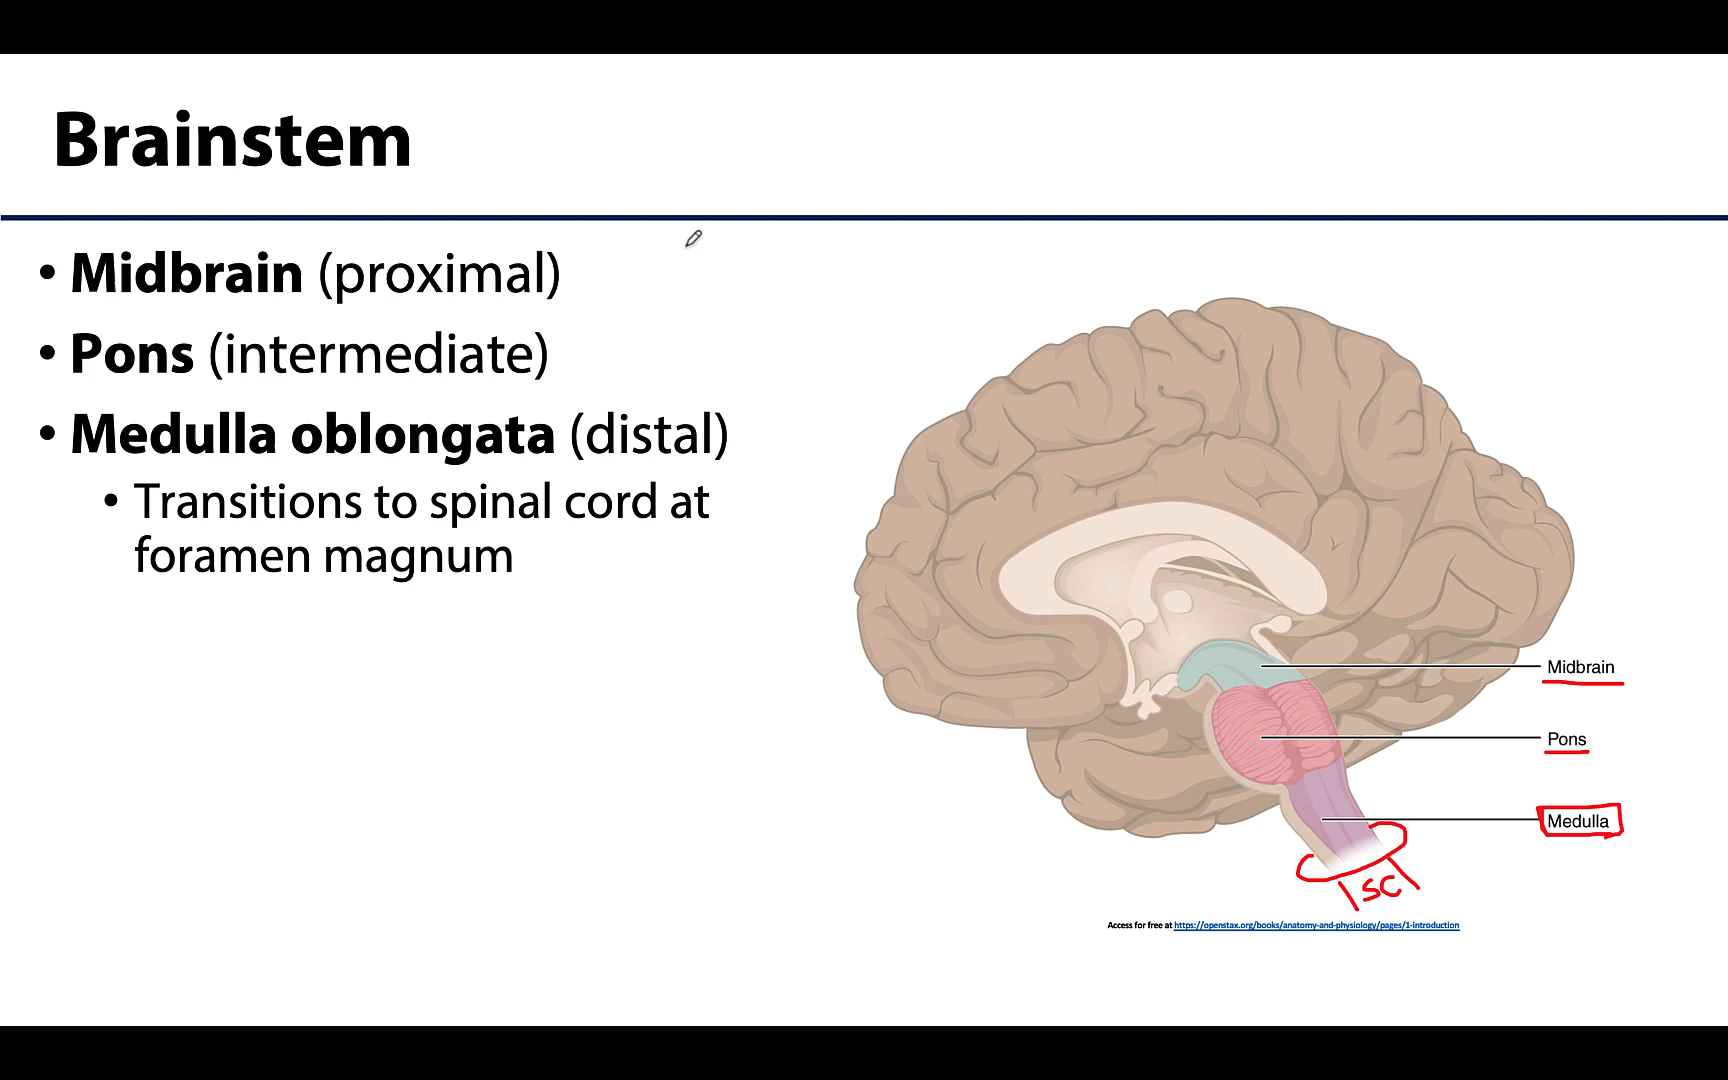 Brainstem
• Midbrain (proximal)
• Pons (intermediate)
• Medulla oblongata (distal)
• Transitions to spinal cord at
foramen magnum
Midbrain
Pons
Medulla
SC
Access for free at https://openstax.org/books/anatomy-and-physiology/pages/1-introduction